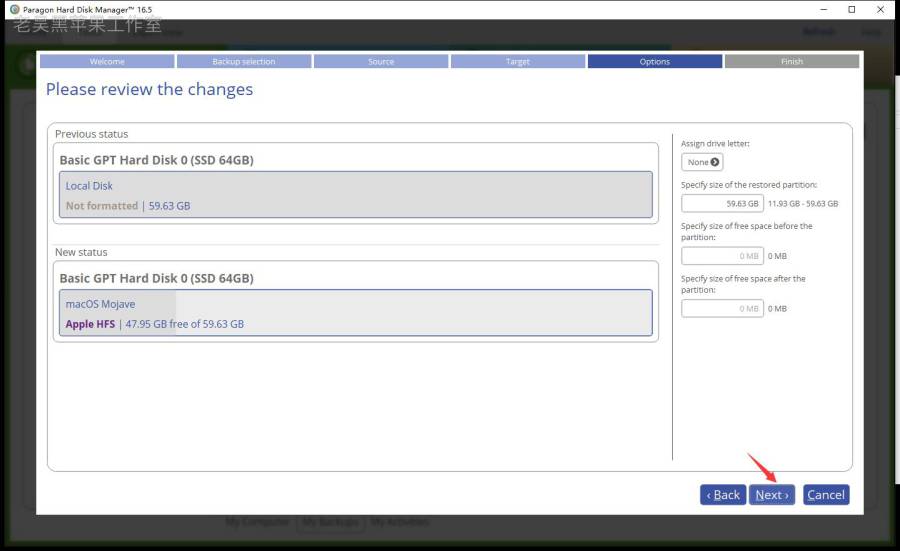 Paragon Hard Disk Manager™ 16.5
老吴黑苹果工作室
Welcome
Backup selection
Source
Target
Options
Finish
Please review the changes
Previous status
Basic GPT Hard Disk 0 (SSD 64GB)
Local Disk
Not formatted | 59.63 GB
New status
Basic GPT Hard Disk 0 (SSD 64GB)
macOS Mojave
Apple HFS | 47.95 GB free of 59.63 GB
Assign drive letter:
None
Specify size of the restored partition:
59.63 GB 11.93 GB - 59.63 GB
Specify size of free space before the
partition:
0 MB 0 MB
Specify size of free space after the
partition:
0 MB 0 MB
‹ Back
Next ›
Cancel
My Computer
My Backups
My Activities